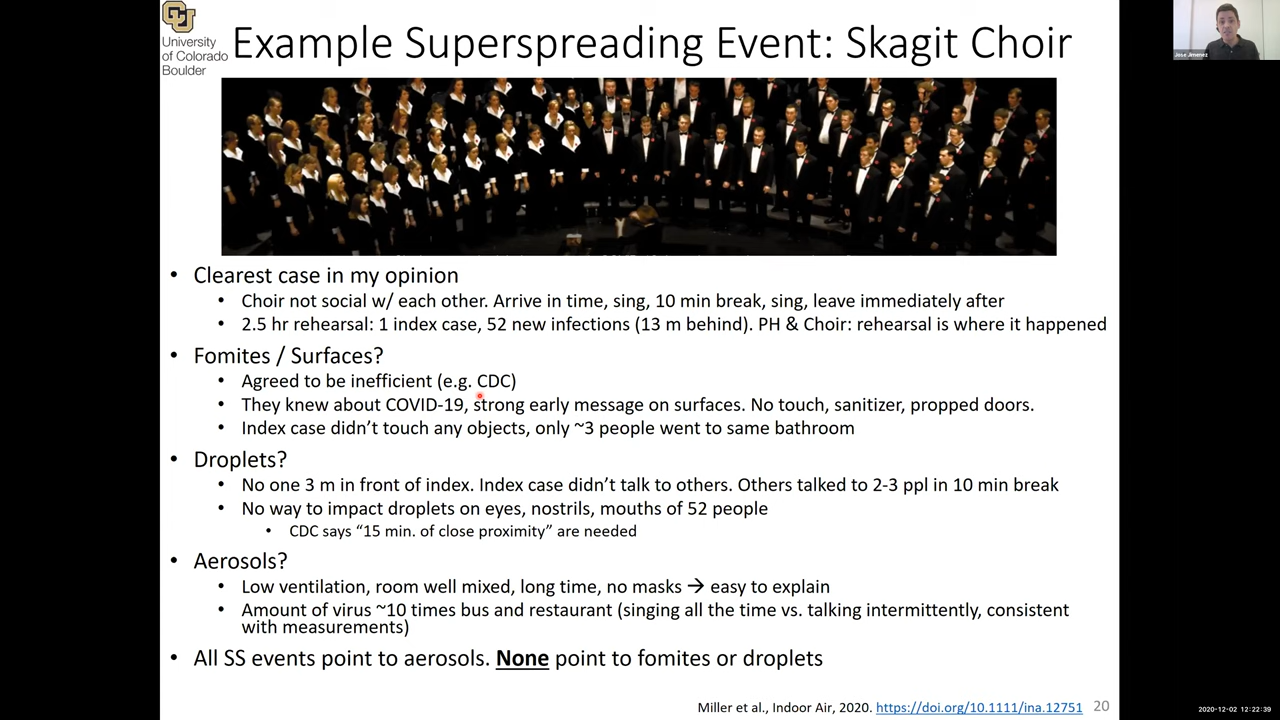 University
of Colorado
Boulder
Example Superspreading Event: Skagit Choir
Jose Jimenez
• Clearest case in my opinion
• Choir not social w/ each other. Arrive in time, sing, 10 min break, sing, leave immediately after
• 2.5 hr rehearsal: 1 index case, 52 new infections (13 m behind). PH & Choir: rehearsal is where it happened
• Fomites / Surfaces?
• Agreed to be inefficient (e.g. CDC)
• They knew about COVID-19, strong early message on surfaces. No touch, sanitizer, propped doors.
• Index case didn't touch any objects, only ~3 people went to same bathroom
• Droplets?
• No one 3 m in front of index. Index case didn't talk to others. Others talked to 2-3 ppl in 10 min break
• No way to impact droplets on eyes, nostrils, mouths of 52 people
• CDC says "15 min. of close proximity" are needed
• Aerosols?
• Low ventilation, room well mixed, long time, no masks → easy to explain
• Amount of virus ~10 times bus and restaurant (singing all the time vs. talking intermittently, consistent
with measurements)
• All SS events point to aerosols. None point to fomites or droplets
Miller et al., Indoor Air, 2020. https://doi.org/10.1111/ina.12751 20
2020-12-02 12:22:39